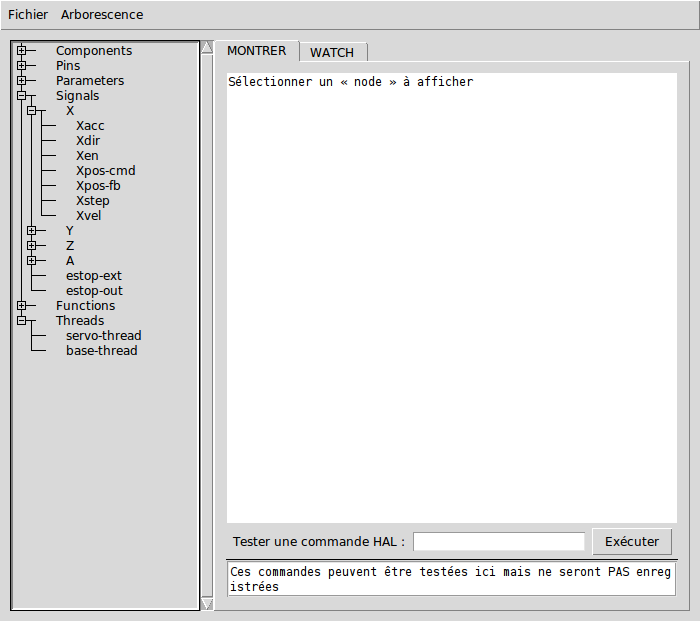 Fichier Arborescence
MONTRER WATCH
Components
Pins
Parameters
Signals
X
Xacc
Xdir
Xen
Xpos-cmd
Xpos-fb
Xstep
Xvel
Y
Z
A
estop-ext
estop-out
Functions
Threads
servo-thread
base-thread
Sélectionner un « node » à afficher
Tester une commande HAL : Exécuter
Ces commandes peuvent être testées ici mais ne seront PAS enreg
istrées